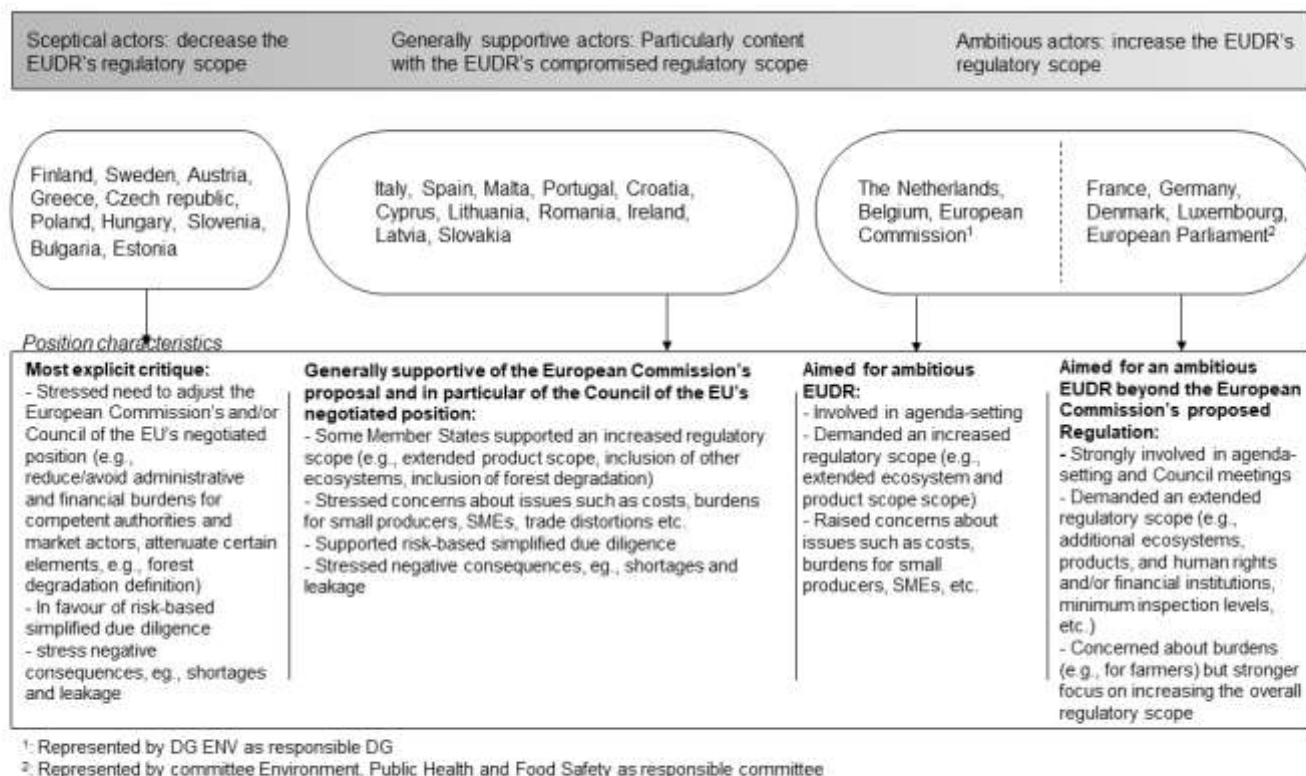 Sceptical actors: decrease the
EUDR's regulatory scope
Generally supportive actors: Particularly content
with the EUDR's compromised regulatory scope
Ambitious actors: increase the EUDR's
regulatory scope
Finland, Sweden, Austria,
Greece, Czech republic,
Poland, Hungary, Slovenia,
Bulgaria, Estonia
Italy, Spain, Malta, Portugal, Croatia,
Cyprus, Lithuania, Romania, Ireland,
Latvia, Slovakia
The Netherlands,
Belgium, European
Commission¹
France, Germany,
Denmark, Luxembourg,
European Parliament²
Position characteristics
Most explicit critique:
- Stressed need to adjust the
European Commission's and/or
Council of the EU's negotiated
position (e.g.,
reduce/avoid administrative
and financial burdens for
competent authorities and
market actors, attenuate certain
elements, e.g., forest
degradation definition)
- In favour of risk-based
simplified due diligence
- stress negative
consequences, eg., shortages
and leakage
Generally supportive of the European Commission's
proposal and in particular of the Council of the EU's
negotiated position:
- Some Member States supported an increased regulatory
scope (e.g., extended product scope, inclusion of other
ecosystems, inclusion of forest degradation)
- Stressed concerns about issues such as costs, burdens
for small producers, SMEs, trade distortions etc.
- Supported risk-based simplified due diligence
- Stressed negative consequences, eg., shortages and
leakage
Aimed for ambitious
EUDR:
- Involved in agenda-setting
- Demanded an increased
regulatory scope (e.g.,
extended ecosystem and
product scope scope)
- Raised concerns about
issues such as costs,
burdens for small
producers, SMEs, etc.
Aimed for an ambitious
EUDR beyond the European
Commission's proposed
Regulation:
- Strongly involved in agenda-
setting and Council meetings
- Demanded an extended
regulatory scope (e.g.,
additional ecosystems,
products, and human rights
and/or financial institutions,
minimum inspection levels,
etc.)
- Concerned about burdens
(e.g., for farmers) but stronger
focus on increasing the overall
regulatory scope
¹: Represented by DG ENV as responsible DG
²: Represented by committee Environment, Public Health and Food Safety as responsible committee